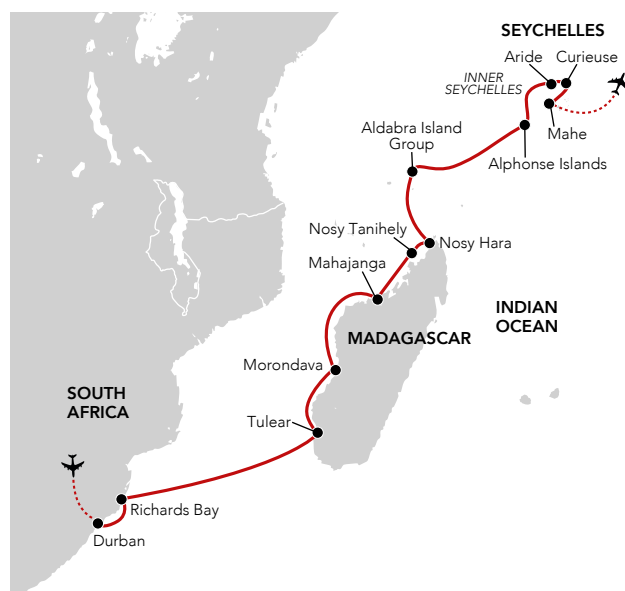 SEYCHELLES
Aride
Curieuse
INNER
SEYCHELLES
Mahe
Aldabra Island
Group
Alphonse Islands
Nosy Tanihely
Nosy Hara
Mahajanga
INDIAN
OCEAN
MADAGASCAR
Morondava
SOUTH
AFRICA
Tulear
Richards Bay
Durban